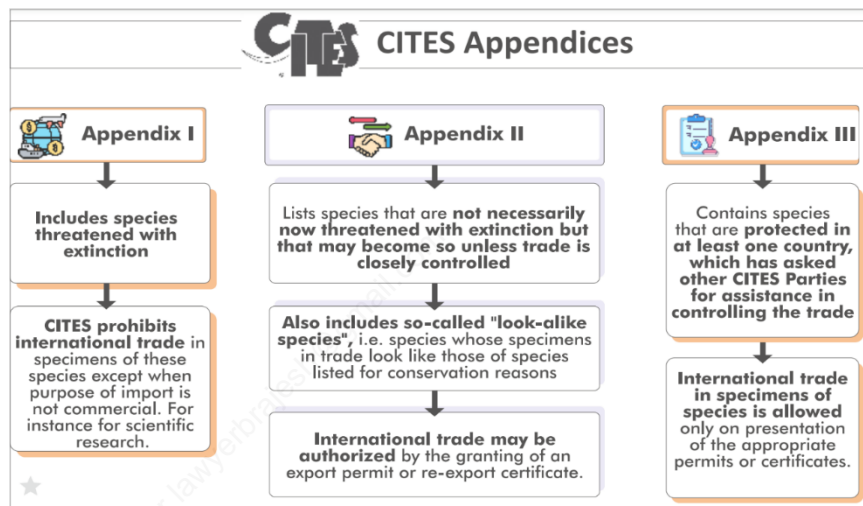 CITES CITES Appendices
Appendix I
Includes species
threatened with
extinction
CITES prohibits
international trade in
specimens of these
species except when
purpose of import is
not commercial. For
instance for scientific
research.
Appendix II
Lists species that are not necessarily
now threatened with extinction but
that may become so unless trade is
closely controlled
Also includes so-called "look-alike
species", i.e. species whose specimens
in trade look like those of species
listed for conservation reasons
International trade may be
authorized by the granting of an
export permit or re-export certificate.
Appendix III
Contains species
that are protected in
at least one country,
which has asked
other CITES Parties
for assistance in
controlling the trade
International trade
in specimens of
species is allowed
only on presentation
of the appropriate
permits or certificates.